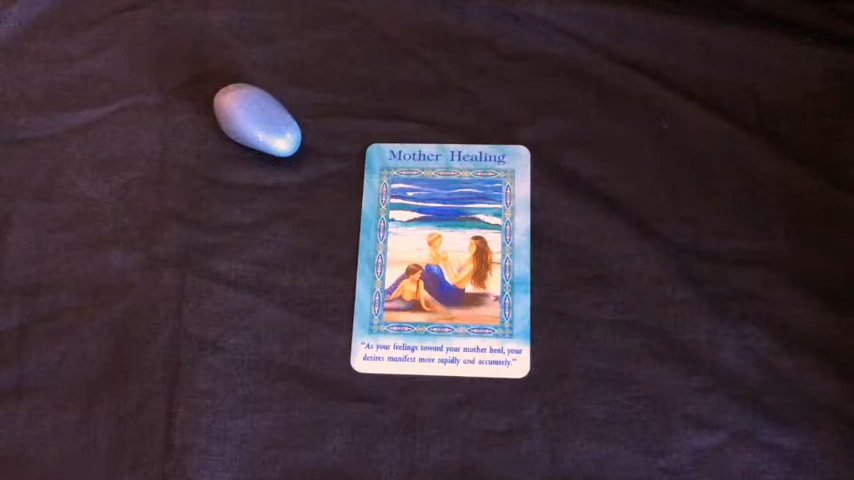 Mother Healing
"As your feelings toward your mother heal, your
desires manifest more rapidly and accurately."